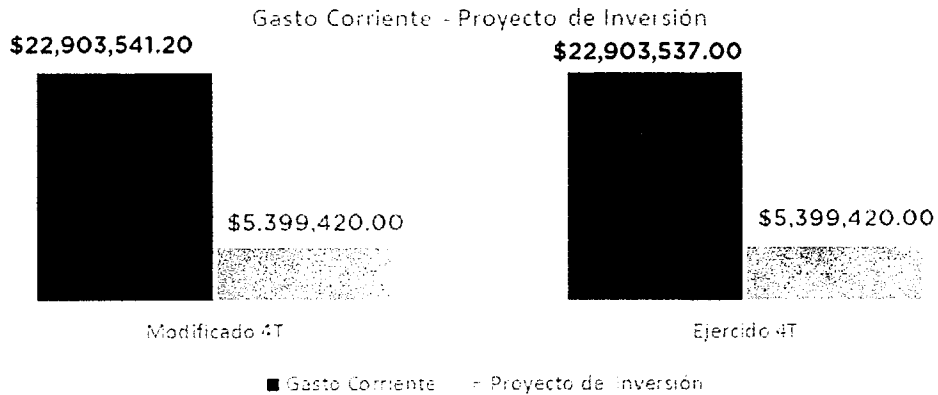 Gasto Corriente - Proyecto de Inversión
$22,903,541.20
$22,903,537.00
$5.399,420.00
$5,399,420.00
Modificado 4T
Ejercido 4T
Gasto Corriente
Proyecto de Inversión